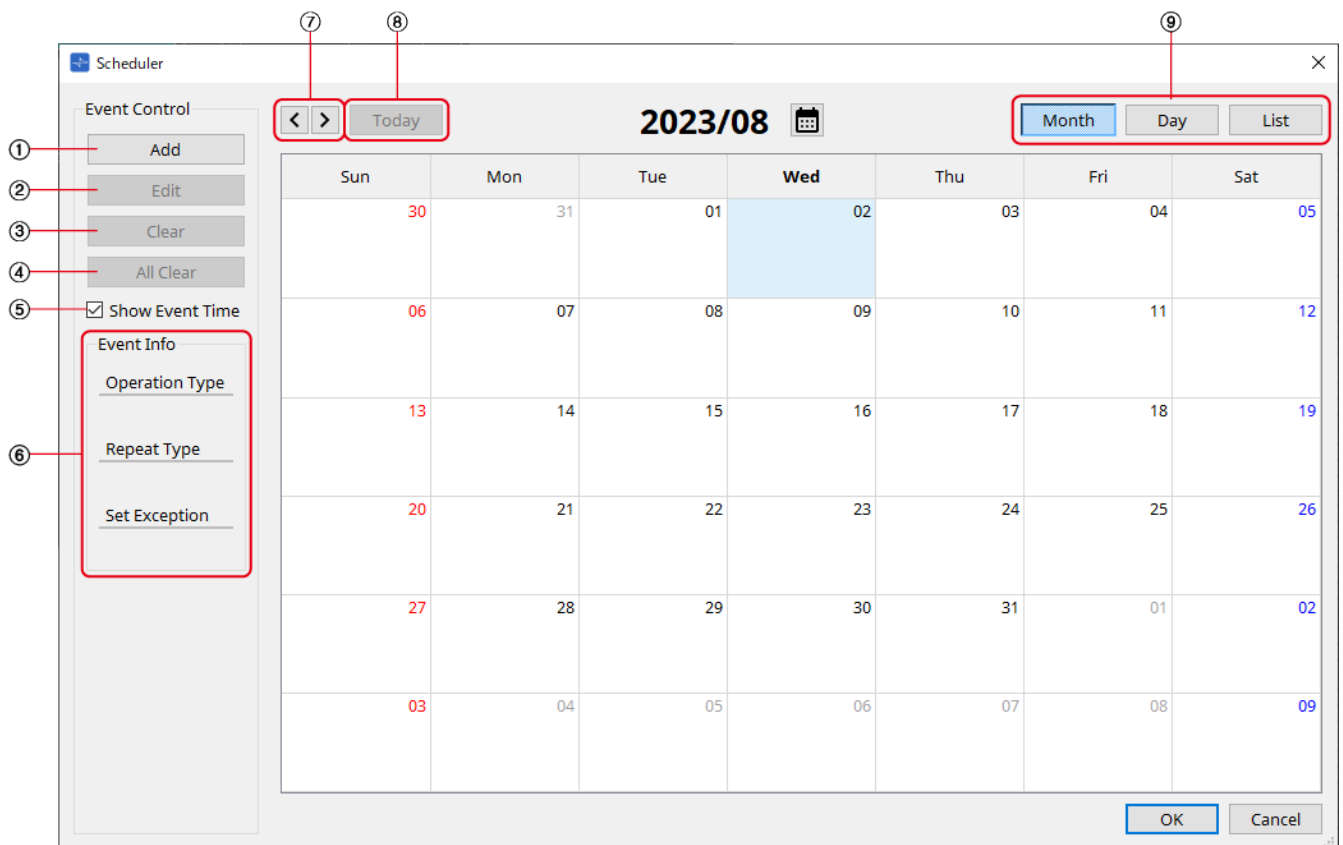 ⑦ ⑧ ⑨
Scheduler
Event Control
Today
2023/08
Month Day List
① Add
② Edit
③ Clear
④ All Clear
⑤ Show Event Time
⑥
Event Info
Operation Type
Repeat Type
Set Exception
Sun Mon Tue Wed Thu Fri Sat
30 31 01 02 03 04 05
06 07 08 09 10 11 12
13 14 15 16 17 18 19
20 21 22 23 24 25 26
27 28 29 30 31 01 02
03 04 05 06 07 08 09
OK Cancel